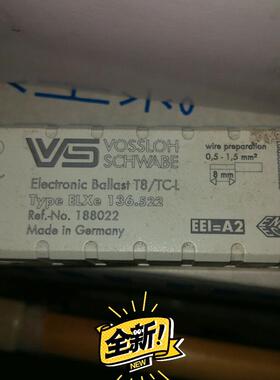 VS VOSSLOH
SCHWABE
wire preparation
0,5 - 1,5 mm²
8 mm
Electronic Ballast T8/TC-L
Type ELXe 136.522
Ref.-No. 188022
Made in Germany
EEI=A2
全新!
NEW